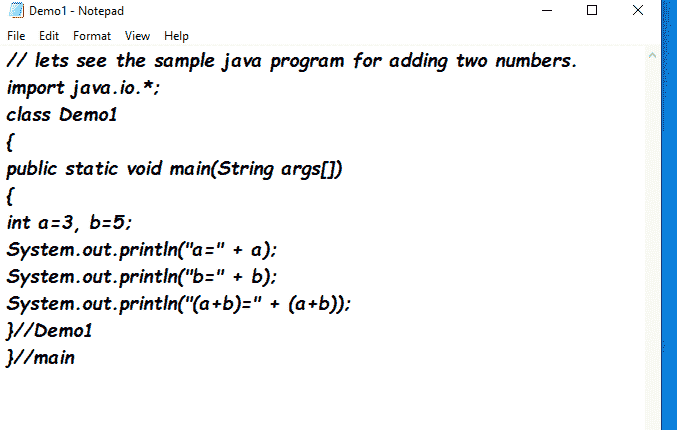 Demo1 - Notepad
File Edit Format View Help
// lets see the sample java program for adding two numbers.
import java.io.*;
class Demo1
{
public static void main(String args[])
{
int a=3, b=5;
System.out.println("a=" + a);
System.out.println("b=" + b);
System.out.println("(a+b)=" + (a+b));
}//Demo1
}//main